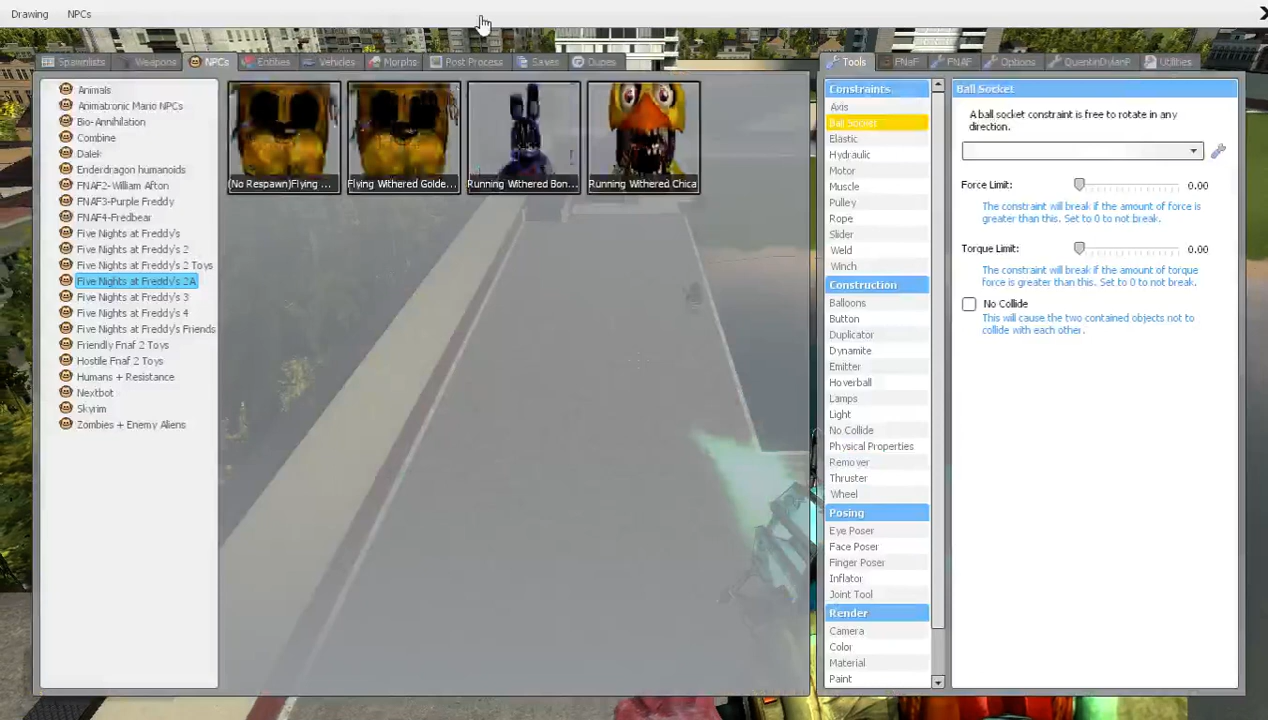 Drawing NPCs
Spawnlists Weapons NPCs Entities Vehicles Morphs Post Process Saves Dupes
Animals
Animatronic Mario NPCs
Bio-Annihilation
Combine
Dalek
Enderdragon humanoids
FNAF2-William Afton
FNAF3-Purple Freddy
FNAF4-Fredbear
Five Nights at Freddy's
Five Nights at Freddy's 2
Five Nights at Freddy's 2 Toys
Five Nights at Freddy's 2A
Five Nights at Freddy's 3
Five Nights at Freddy's 4
Five Nights at Freddy's Friends
Friendly Fnaf 2 Toys
Hostile Fnaf 2 Toys
Humans + Resistance
Nextbot
Skyrim
Zombies + Enemy Aliens
(No Respawn)Flying ...
Flying Withered Golde...
Running Withered Bon...
Running Withered Chica
Tools FNaF FNAF Options QuentinDylanP Utilities
Constraints
Axis
Ball Socket
Elastic
Hydraulic
Motor
Muscle
Pulley
Rope
Slider
Weld
Winch
Construction
Balloons
Button
Duplicator
Dynamite
Emitter
Hoverball
Lamps
Light
No Collide
Physical Properties
Remover
Thruster
Wheel
Posing
Eye Poser
Face Poser
Finger Poser
Inflator
Joint Tool
Render
Camera
Color
Material
Paint
Ball Socket
A ball socket constraint is free to rotate in any
direction.
Force Limit: 0.00
The constraint will break if the amount of force is
greater than this. Set to 0 to not break.
Torque Limit: 0.00
The constraint will break if the amount of torque
force is greater than this. Set to 0 to not break.
No Collide
This will cause the two contained objects not to
collide with each other.